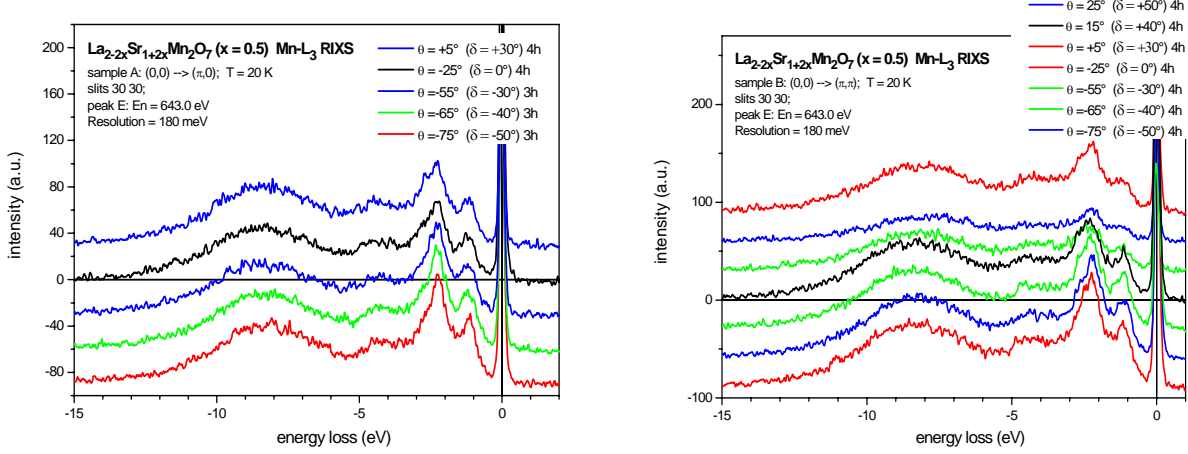 La2-2xSr1+2xMn2O7 (x = 0.5) Mn-L3 RIXS
sample A: (0,0) --> (π,0); T = 20 K
slits 30 30;
peak E: En = 643.0 eV
Resolution = 180 meV
θ = +5° (δ = +30°) 4h
θ = -25° (δ = 0°) 4h
θ = -55° (δ = -30°) 3h
θ = -65° (δ = -40°) 3h
θ = -75° (δ = -50°) 3h
intensity (a.u.)
200
160
120
80
40
0
-40
-80
-15
-10
-5
0
energy loss (eV)
θ = 25° (δ = +50°) 4h
θ = 15° (δ = +40°) 4h
θ = +5° (δ = +30°) 4h
θ = -25° (δ = 0°) 4h
θ = -55° (δ = -30°) 4h
θ = -65° (δ = -40°) 4h
θ = -75° (δ = -50°) 4h
La2-2xSr1+2xMn2O7 (x = 0.5) Mn-L3 RIXS
sample B: (0,0) --> (π,π); T = 20 K
slits 30 30;
peak E: En = 643.0 eV
Resolution = 180 meV
intensity (a.u.)
200
100
0
-100
-15
-10
-5
0
energy loss (eV)